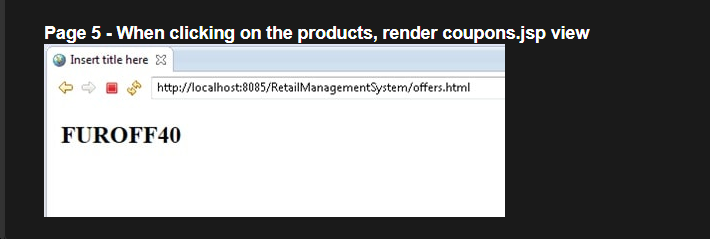 Page 5 - When clicking on the products, render coupons.jsp view
Insert title here
http://localhost:8085/RetailManagementSystem/offers.html
FUROFF40